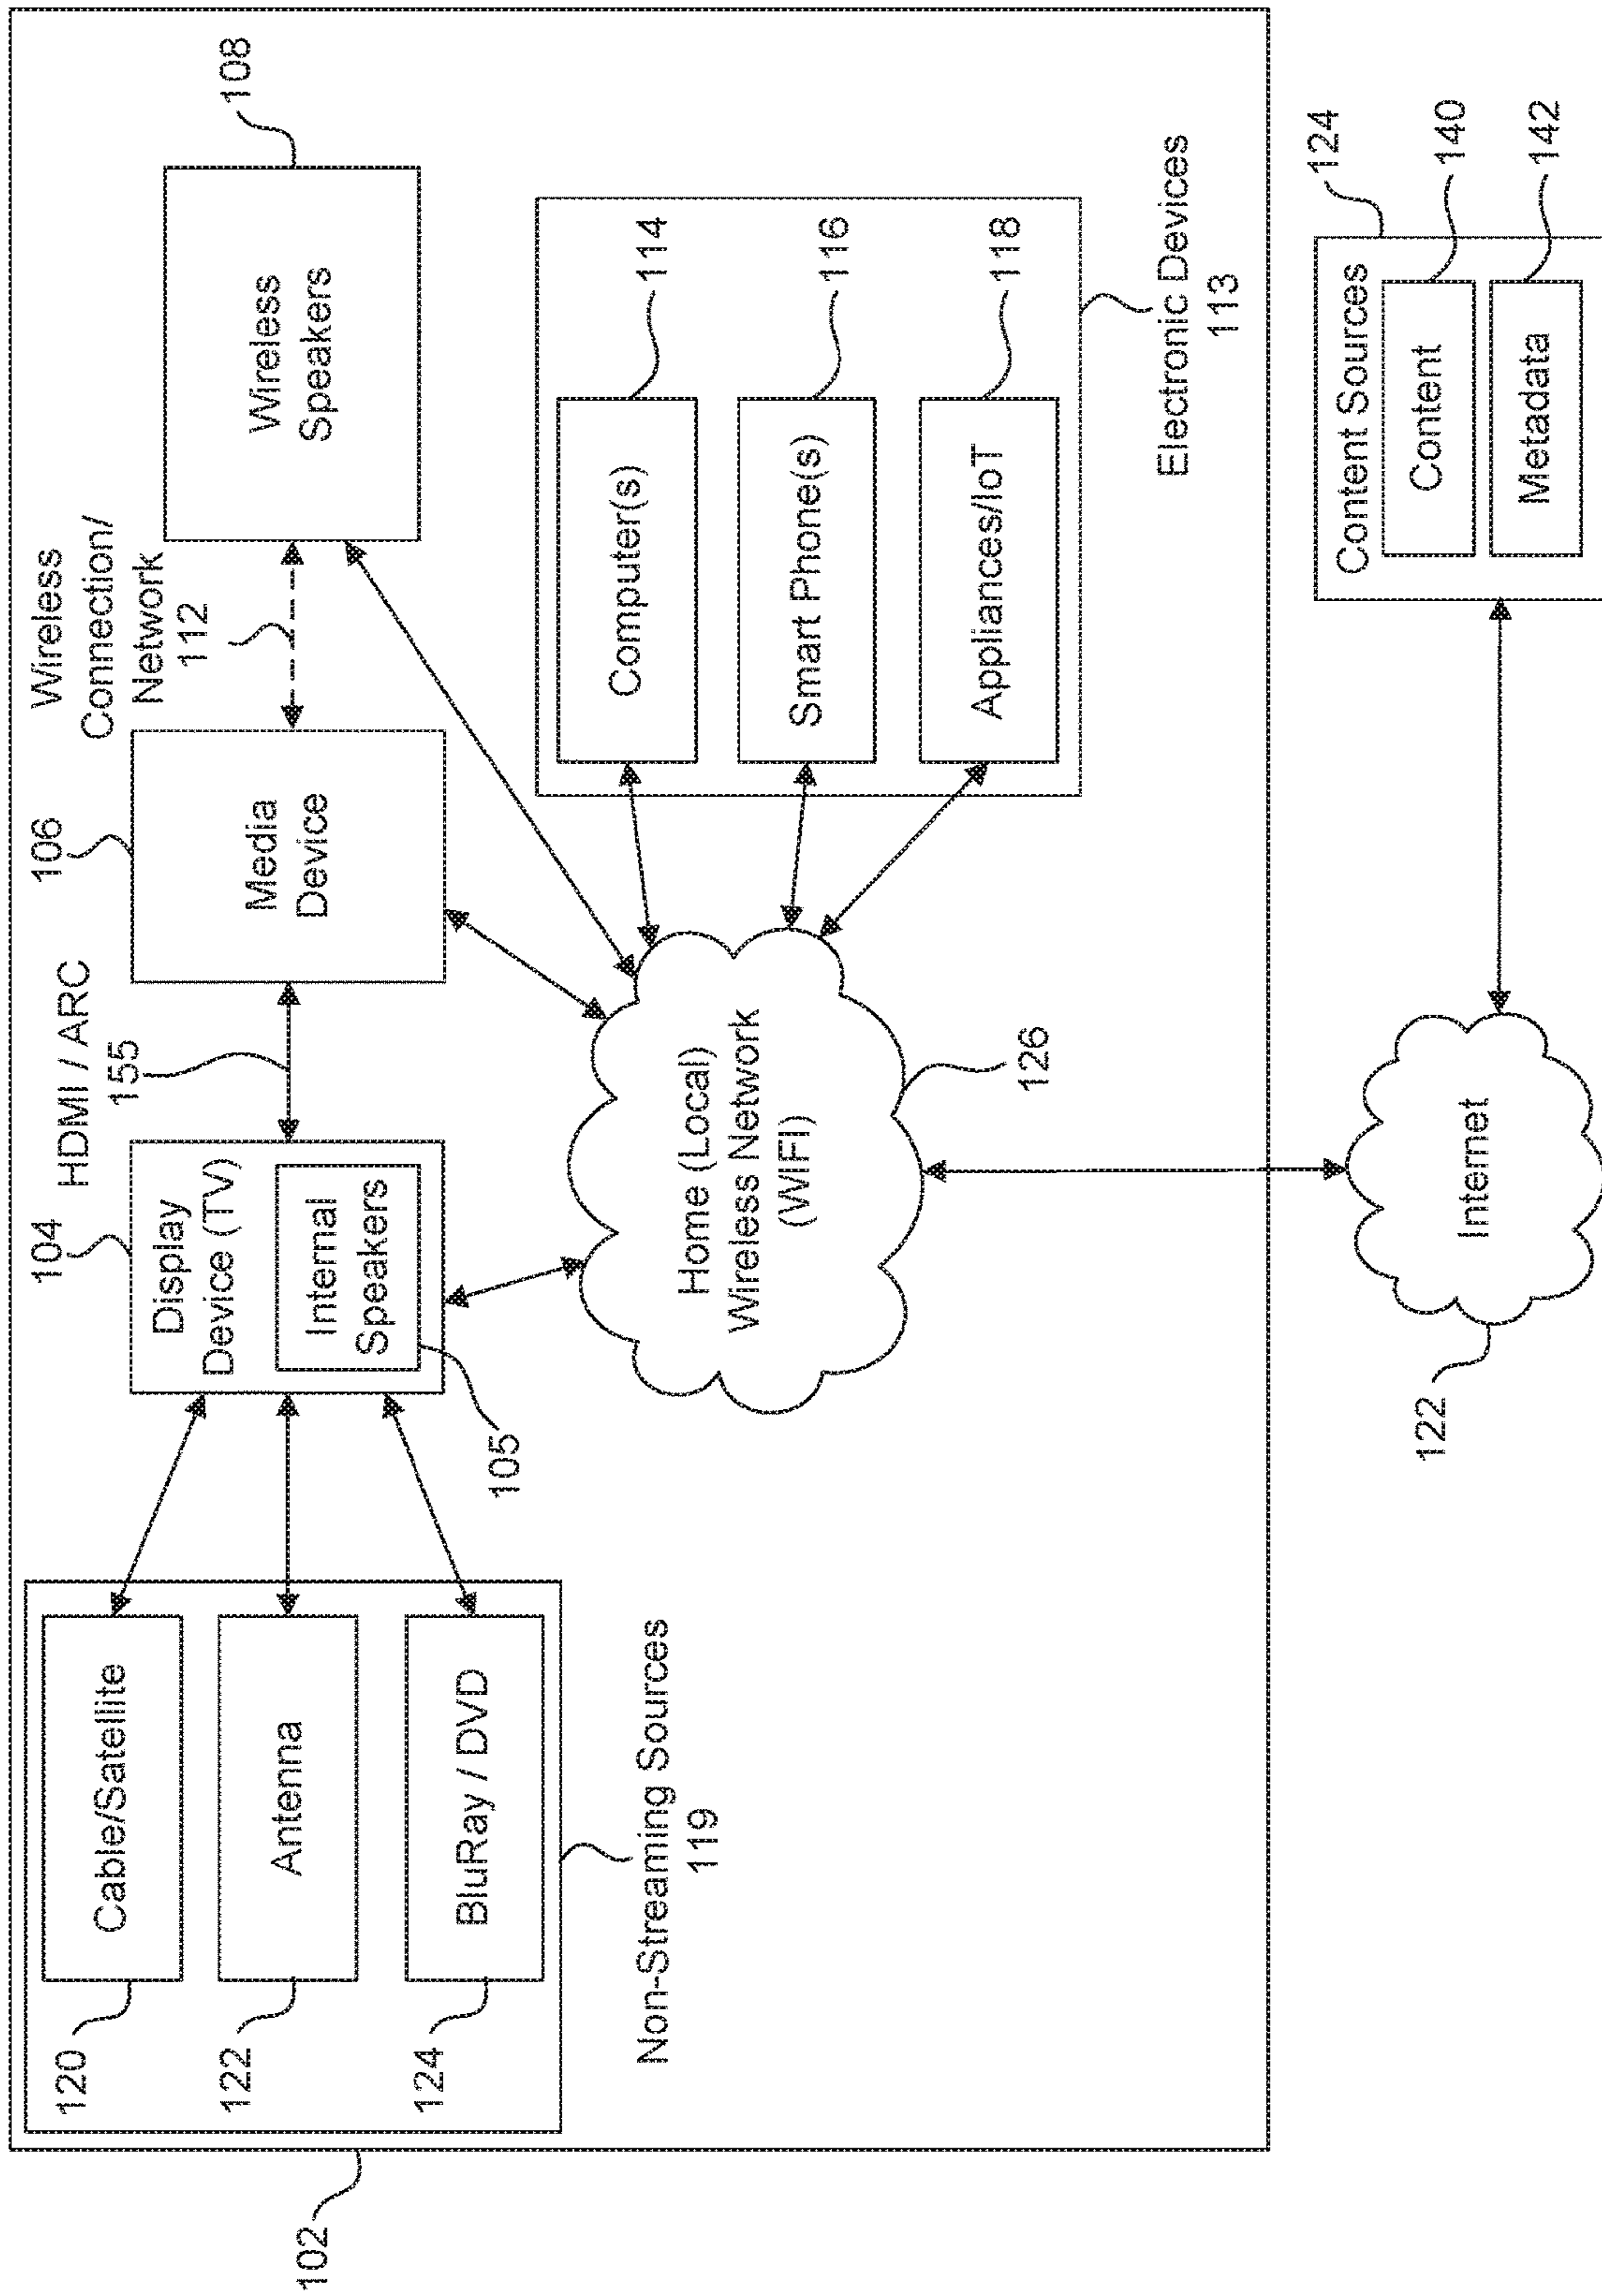 102
120
Cable/Satellite
122
Antenna
124
BluRay / DVD
Non-Streaming Sources
119
104
Display
Device (TV)
Internal
Speakers
105
HDMI / ARC
155
106
Media
Device
Wireless
Connection/
Network
112
Wireless
Speakers
108
Home (Local)
Wireless Network
(WIFI)
126
Computer(s)
114
Smart Phone(s)
116
Appliances/IoT
118
Electronic Devices
113
122
Internet
Content Sources
124
Content
140
Metadata
142